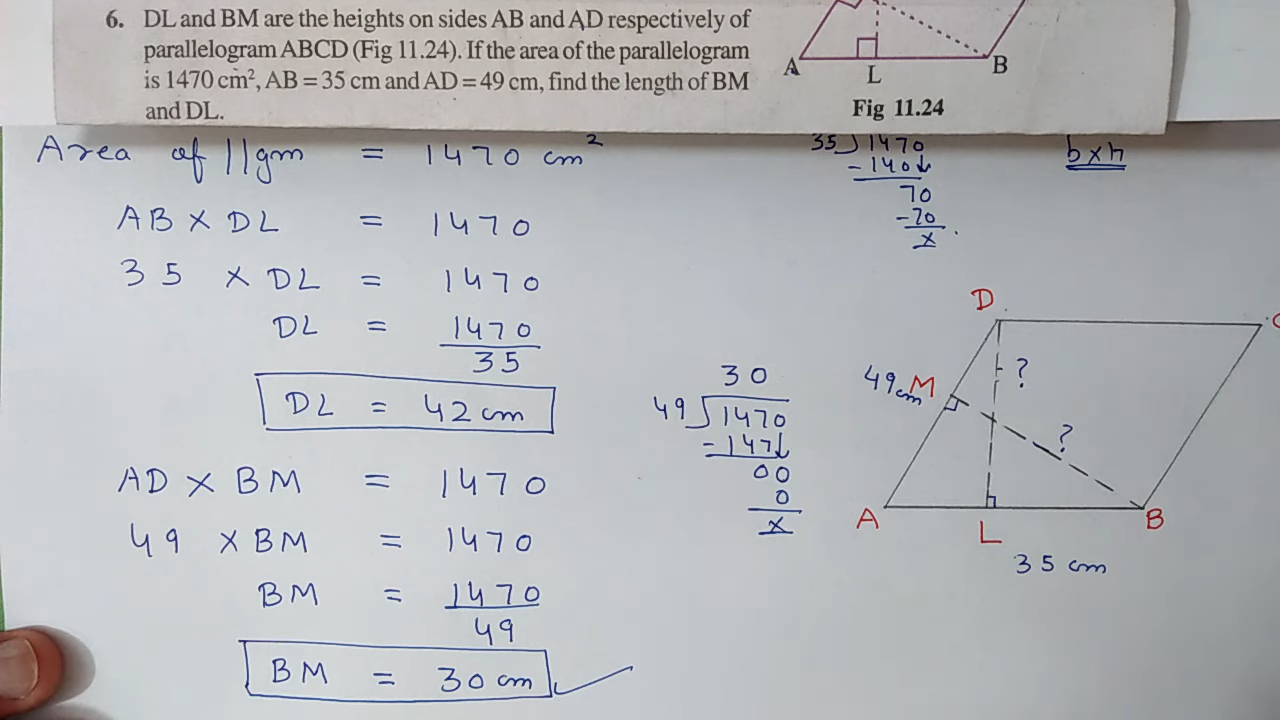 6. DL and BM are the heights on sides AB and AD respectively of
parallelogram ABCD (Fig 11.24). If the area of the parallelogram
is 1470 cm², AB = 35 cm and AD = 49 cm, find the length of BM
and DL.
A
L
B
Fig 11.24
Area of ||gm = 1470 cm²
AB × DL = 1470
35 × DL = 1470
DL = 1470
35
DL = 42 cm
AD × BM = 1470
49 × BM = 1470
BM = 1470
49
BM = 30 cm
35 ) 1470
- 140↓
70
-70
x
b×h
30
49 ) 1470
- 147↓
00
0
x
D
C
49cm M
?
?
A
L
B
35 cm